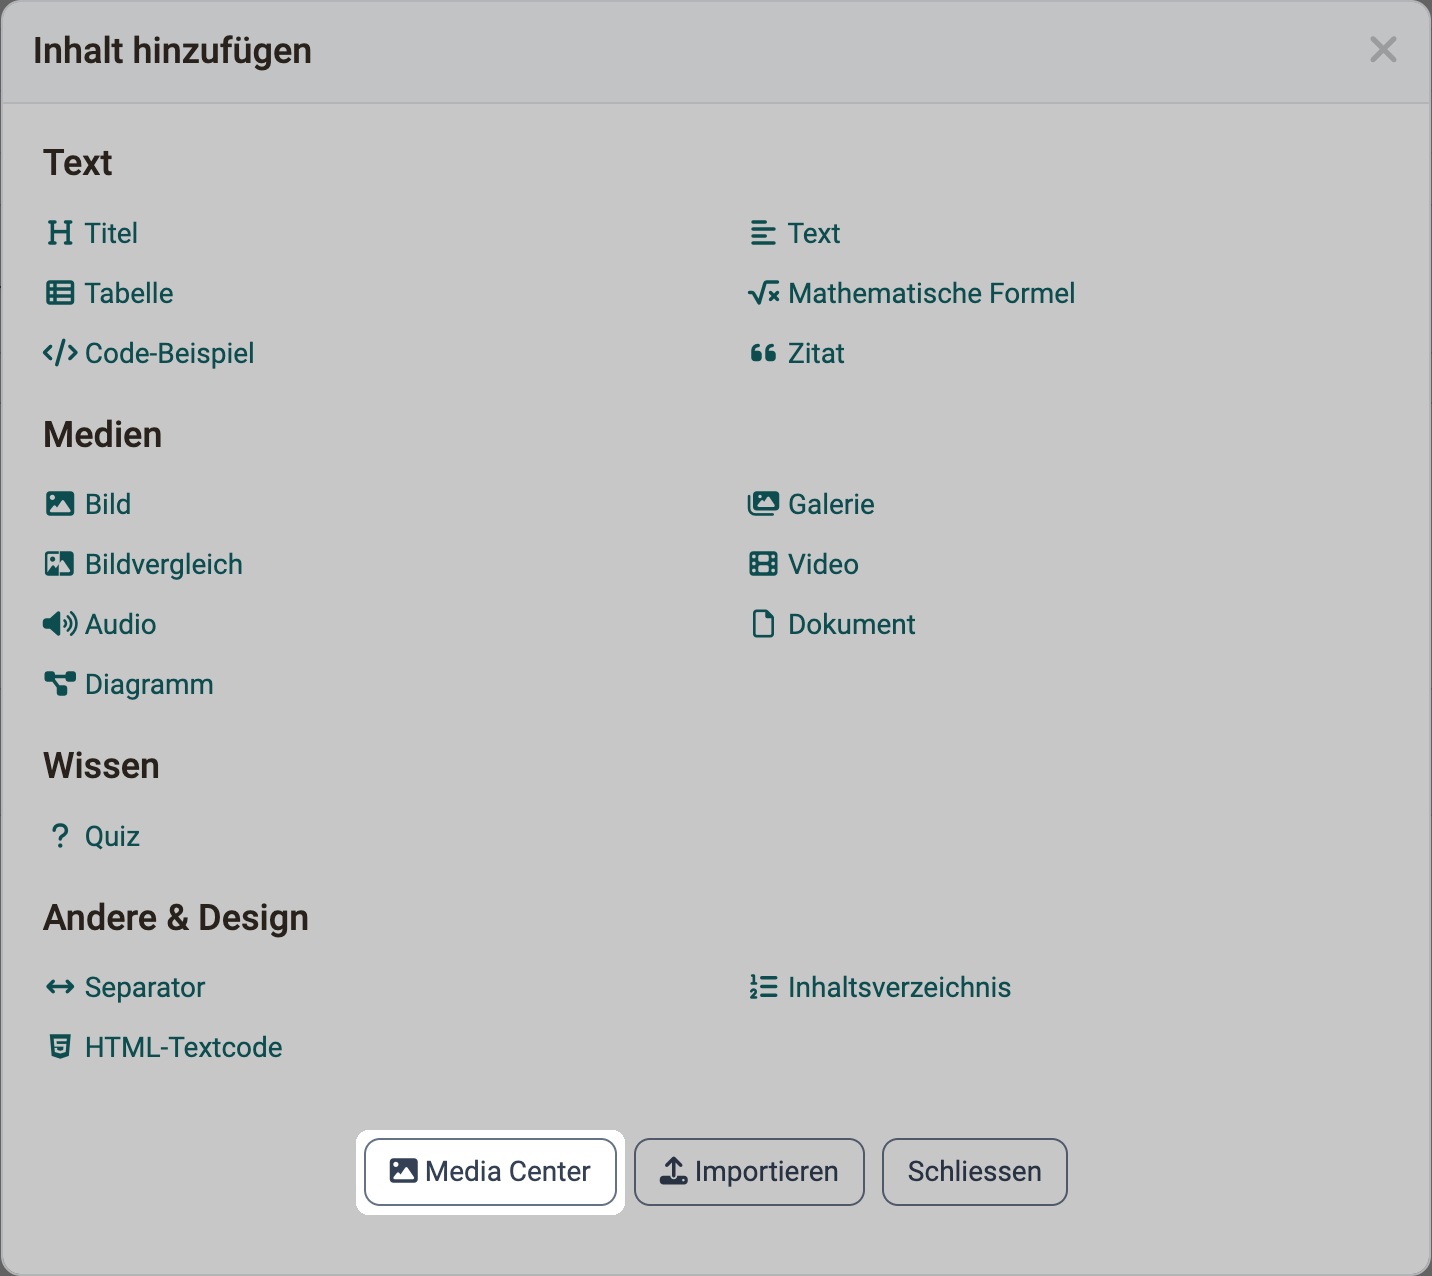 Inhalt hinzufügen
Text
Titel
Text
Tabelle
Mathematische Formel
Code-Beispiel
Zitat
Medien
Bild
Galerie
Bildvergleich
Video
Audio
Dokument
Diagramm
Wissen
Quiz
Andere & Design
Separator
Inhaltsverzeichnis
HTML-Textcode
Media Center
Importieren
Schliessen